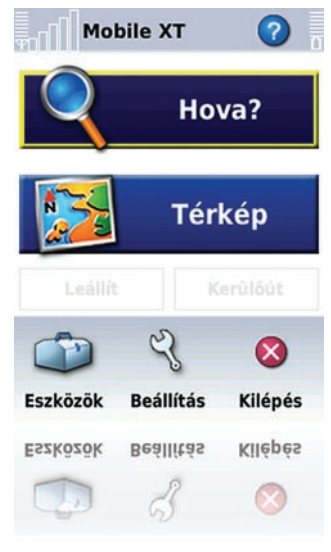 Mobile XT ?
Hova?
N
Térkép
Leállít Kerülőút
Eszközök Beállítás Kilépés